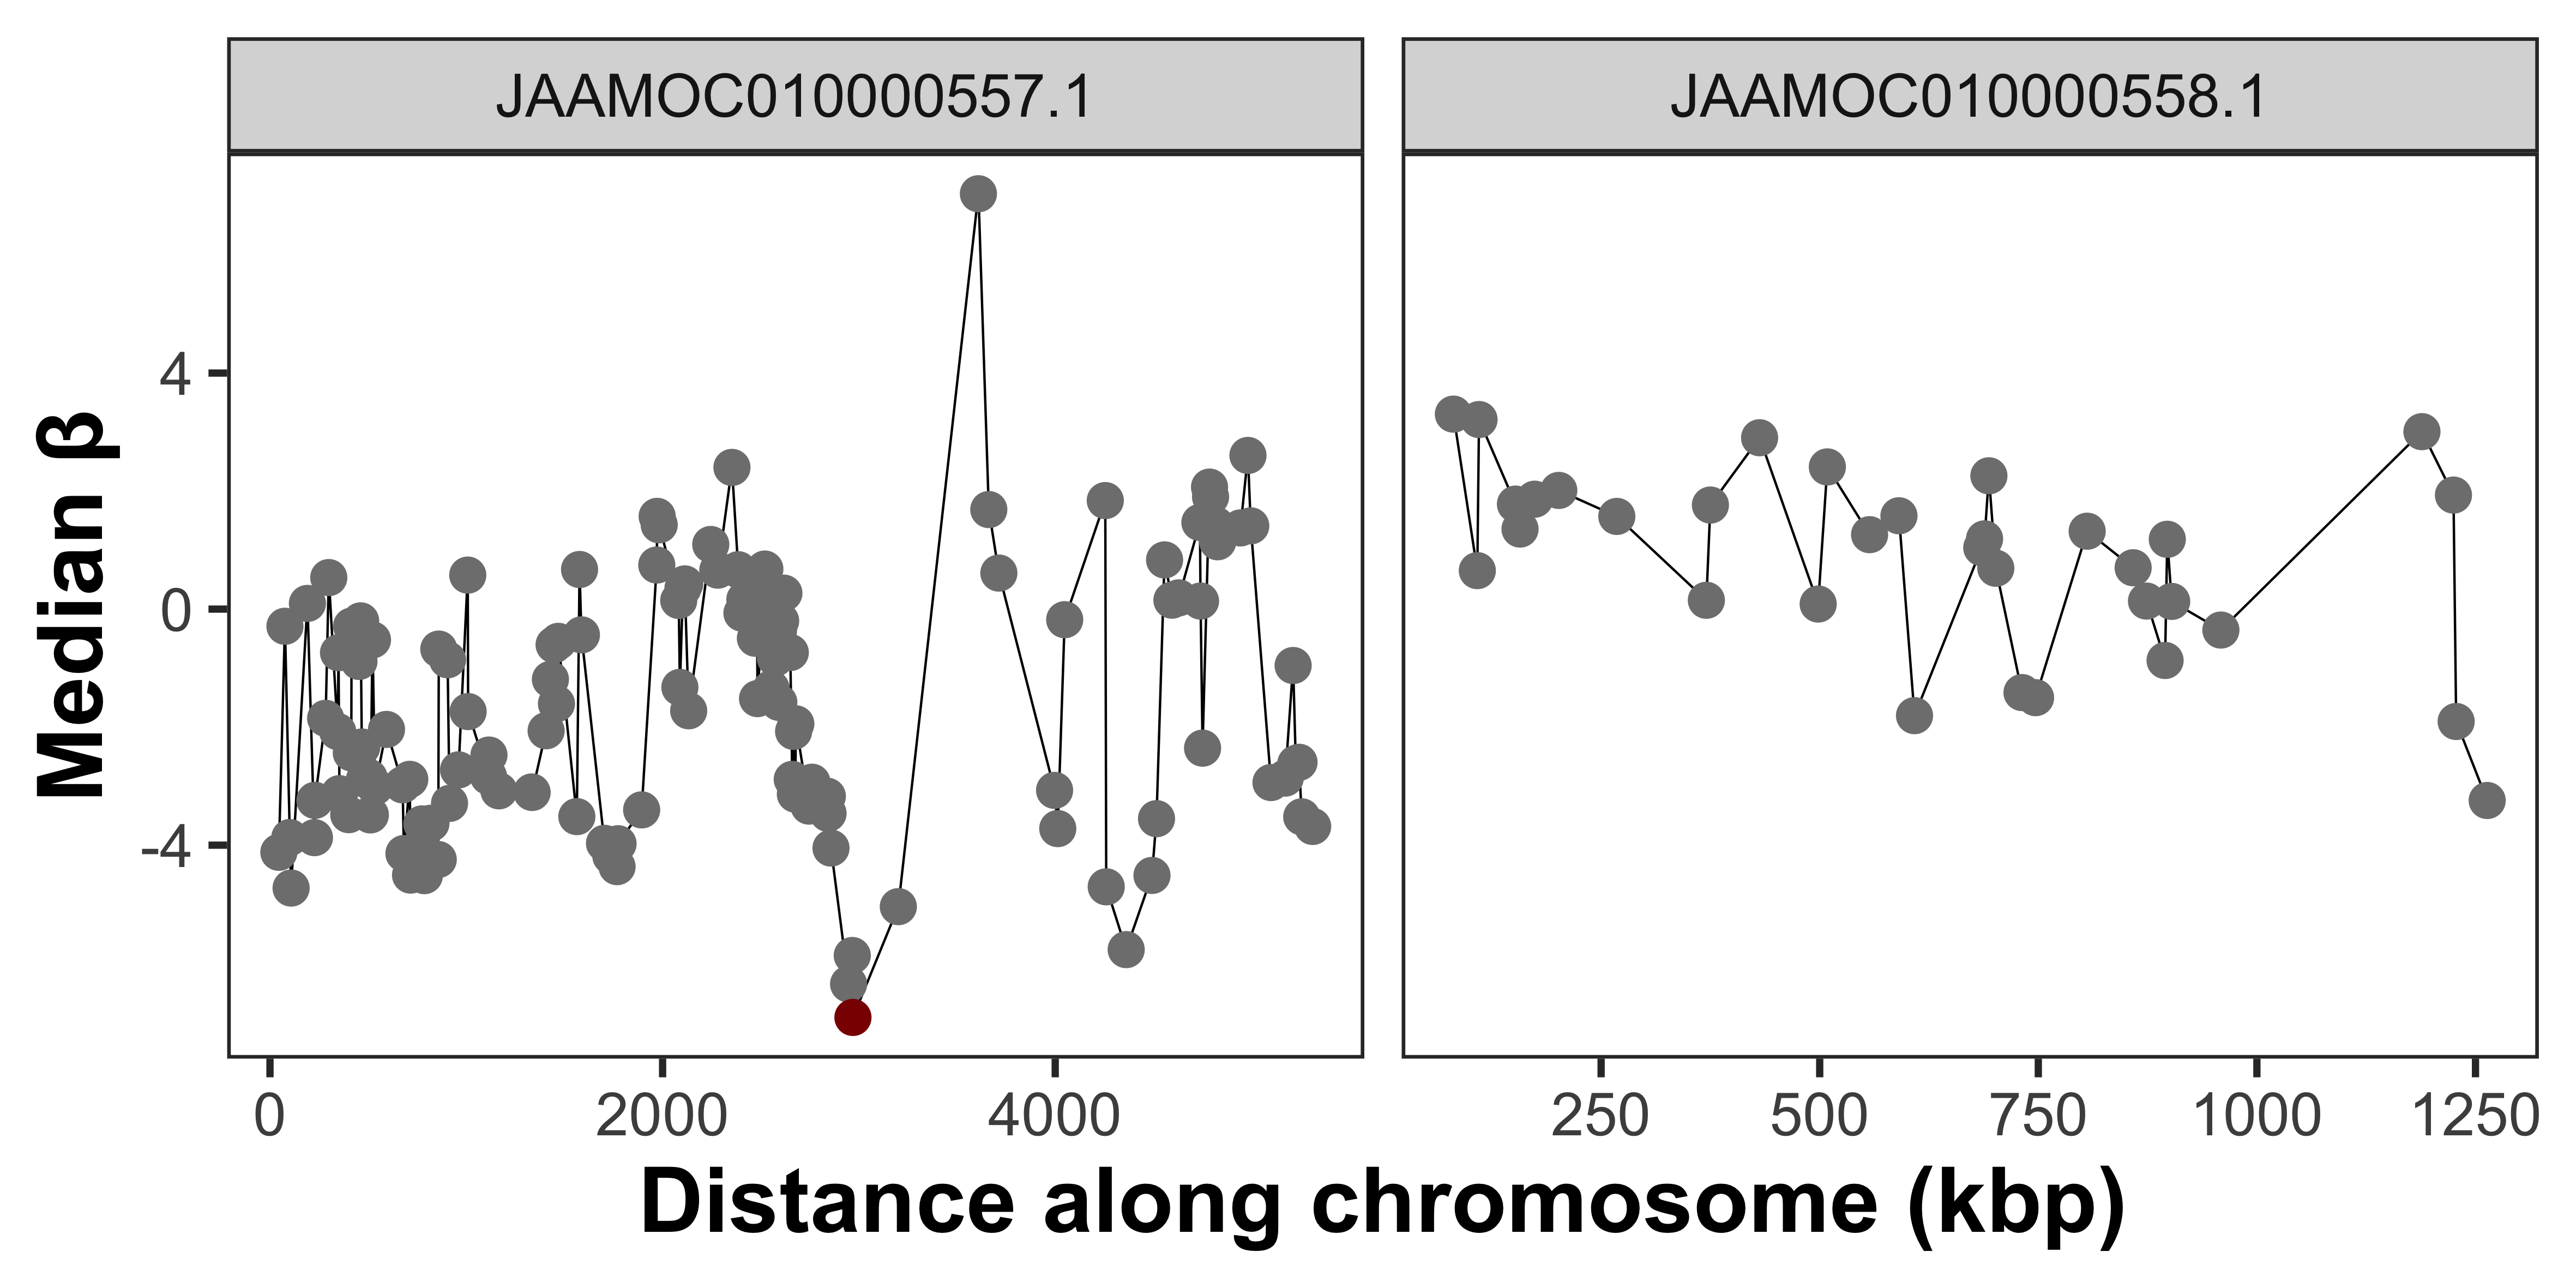 JAAMOC010000557.1
JAAMOC010000558.1
Median β
4
0
-4
0 2000 4000
250 500 750 1000 1250
Distance along chromosome (kbp)